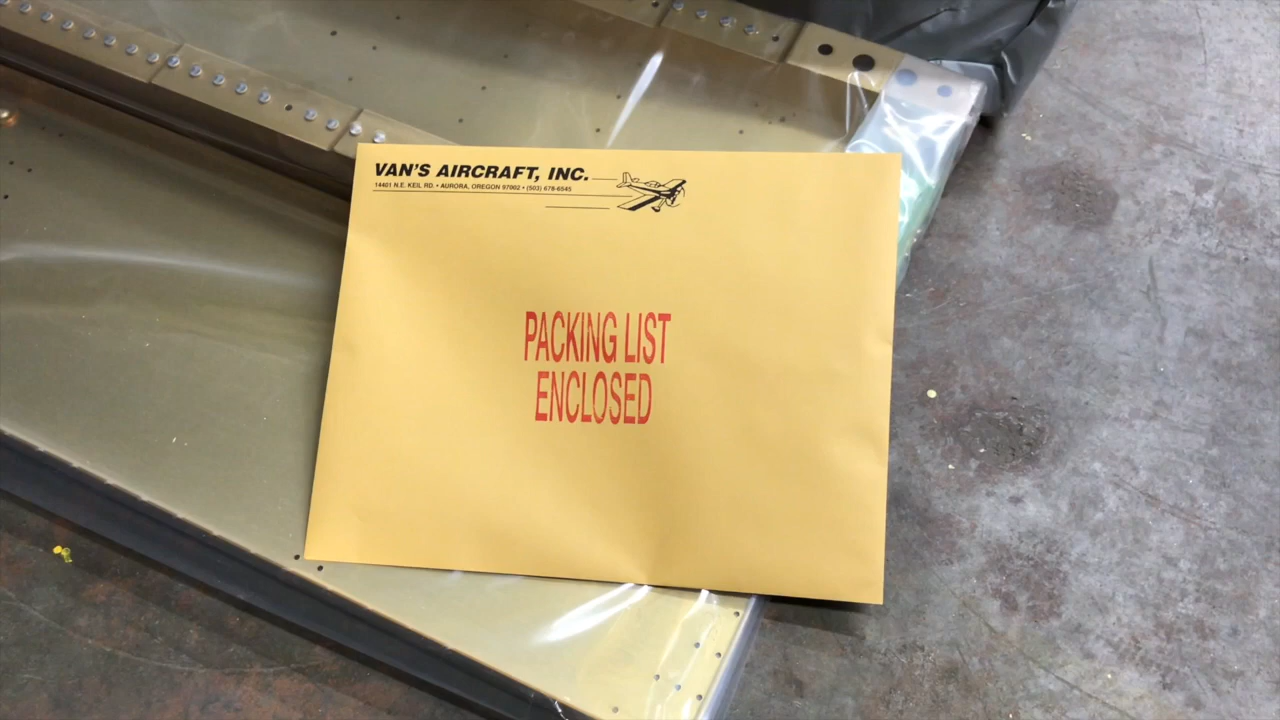 VAN'S AIRCRAFT, INC.
14401 N.E. KEIL RD. • AURORA, OREGON 97002 • (503) 678-6545
PACKING LIST
ENCLOSED